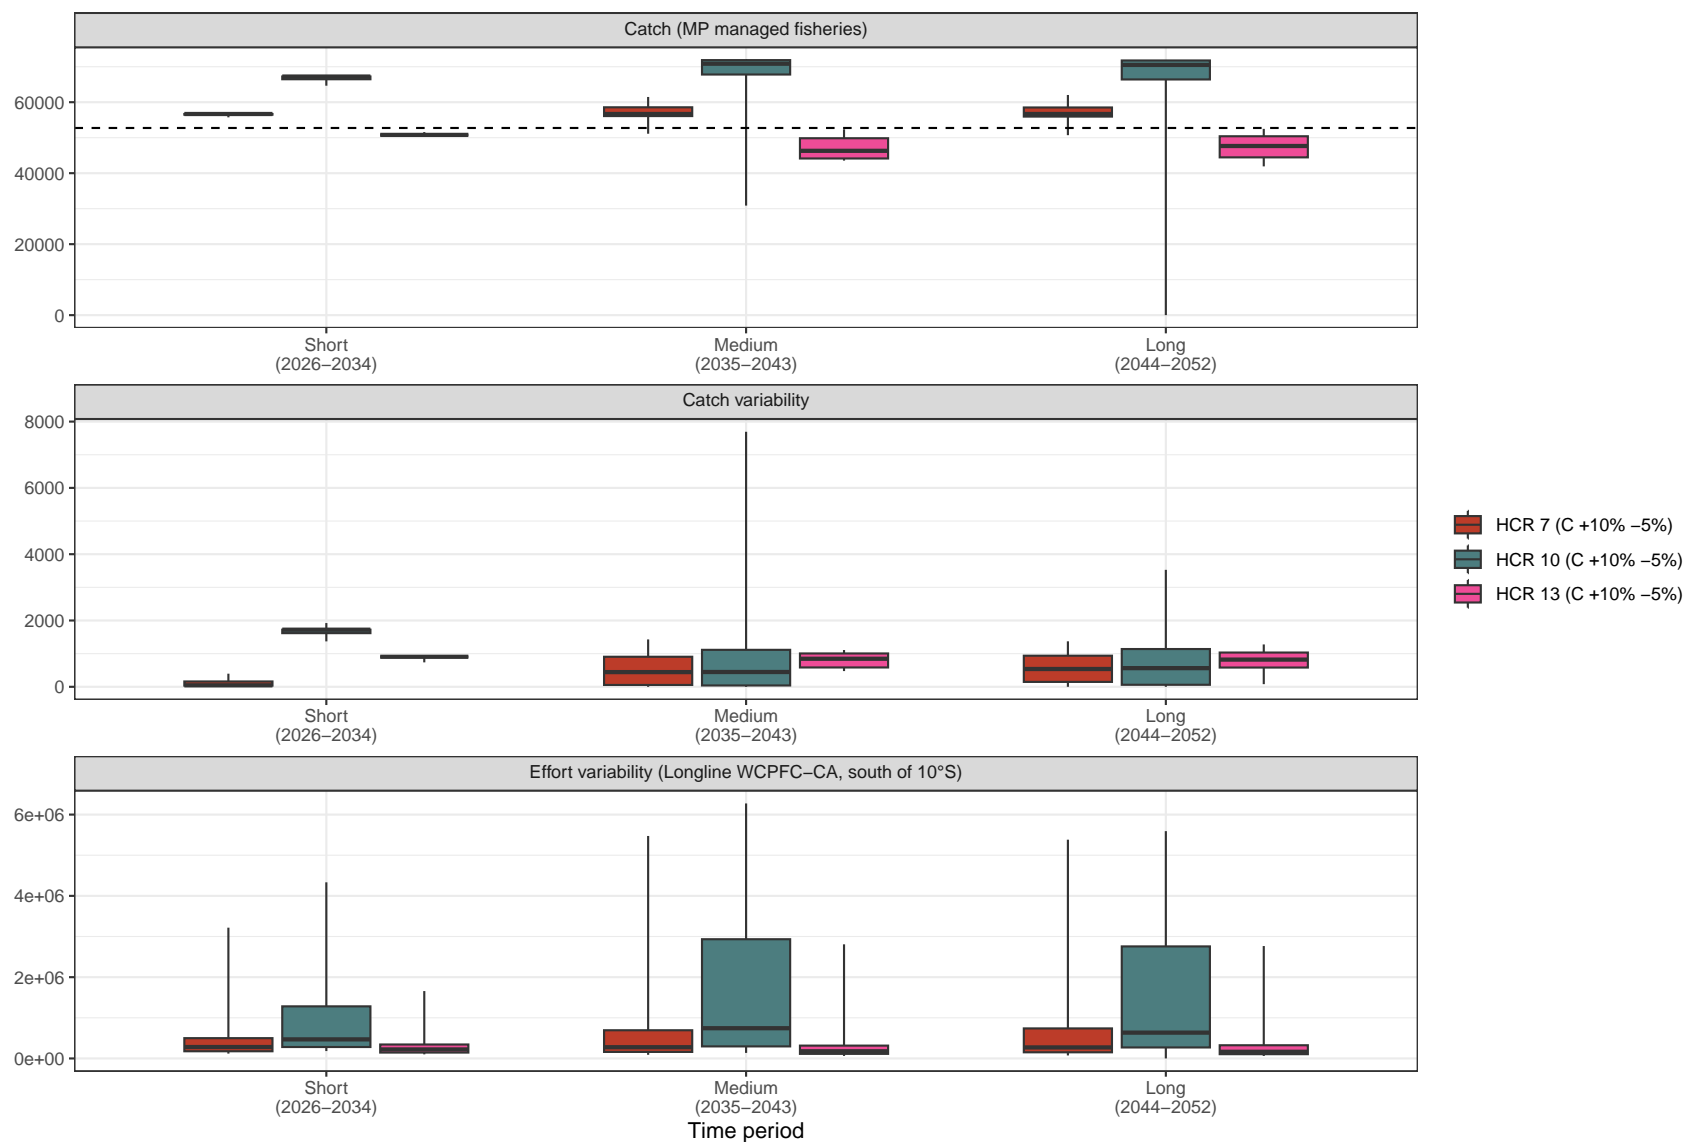 Catch (MP managed fisheries)
60000
40000
20000
0
Short
(2026−2034)
Medium
(2035−2043)
Long
(2044−2052)
Catch variability
8000
6000
4000
2000
0
Short
(2026−2034)
Medium
(2035−2043)
Long
(2044−2052)
HCR 7 (C +10% −5%)
HCR 10 (C +10% −5%)
HCR 13 (C +10% −5%)
Effort variability (Longline WCPFC−CA, south of 10°S)
6e+06
4e+06
2e+06
0e+00
Short
(2026−2034)
Medium
(2035−2043)
Long
(2044−2052)
Time period